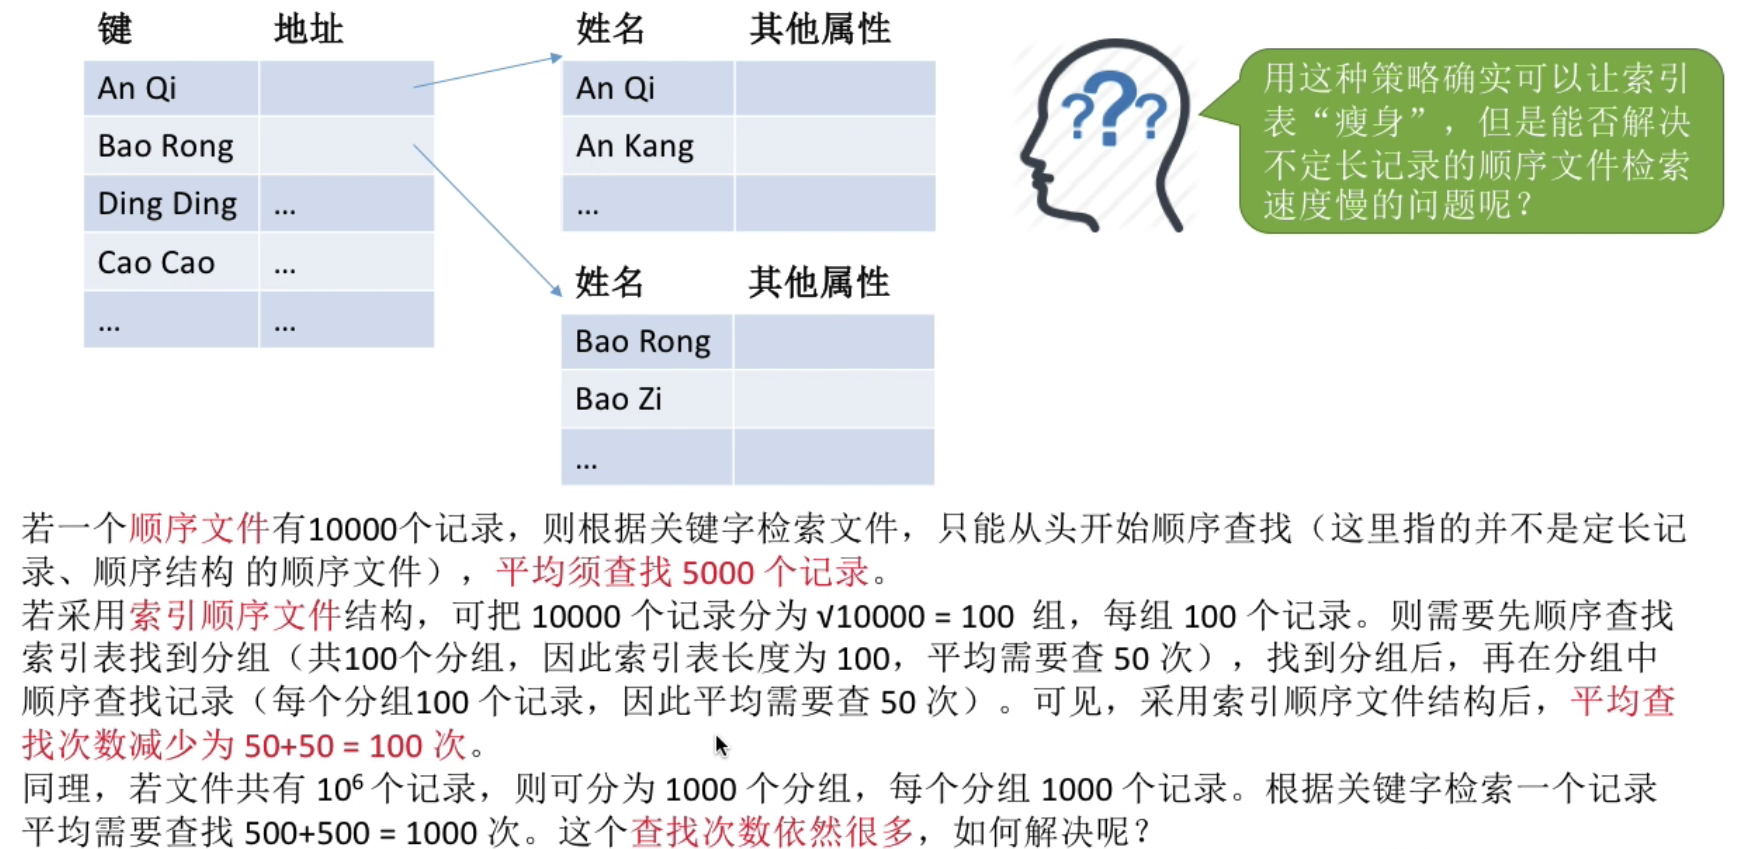 键 地址
An Qi
Bao Rong
Ding Ding ...
Cao Cao ...
... ...
姓名 其他属性
An Qi
An Kang
...
姓名 其他属性
Bao Rong
Bao Zi
...
???
用这种策略确实可以让索引
表“瘦身”，但是能否解决
不定长记录的顺序文件检索
速度慢的问题呢？
若一个顺序文件有10000个记录，则根据关键字检索文件，只能从头开始顺序查找（这里指的并不是定长记
录、顺序结构 的顺序文件），平均须查找 5000 个记录。
若采用索引顺序文件结构，可把 10000 个记录分为 √10000 = 100 组，每组 100 个记录。则需要先顺序查找
索引表找到分组（共100个分组，因此索引表长度为 100，平均需要查 50 次），找到分组后，再在分组中
顺序查找记录（每个分组100 个记录，因此平均需要查 50 次）。可见，采用索引顺序文件结构后，平均查
找次数减少为 50+50 = 100 次。
同理，若文件共有 10⁶ 个记录，则可分为 1000 个分组，每个分组 1000 个记录。根据关键字检索一个记录
平均需要查找 500+500 = 1000 次。这个查找次数依然很多，如何解决呢？